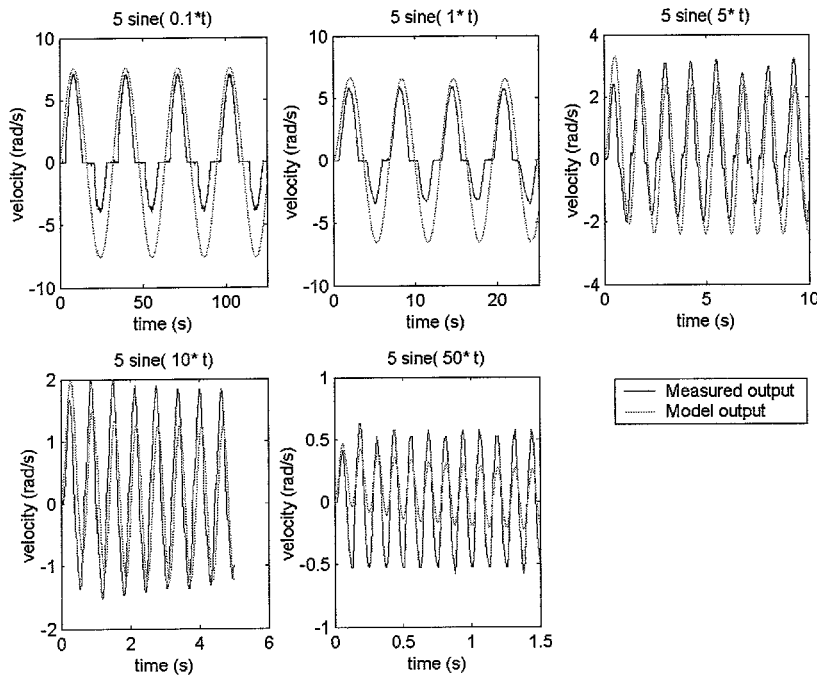 5 sine( 0.1*t)
10
5
0
-5
-10
0 50 100
velocity (rad/s)
time (s)
5 sine( 1* t)
10
5
0
-5
-10
0 10 20
velocity (rad/s)
time (s)
5 sine( 5* t)
4
2
0
-2
-4
0 5 10
velocity (rad/s)
time (s)
5 sine( 10* t)
2
1
0
-1
-2
0 2 4 6
velocity (rad/s)
time (s)
5 sine( 50* t)
1
0.5
0
-0.5
-1
0 0.5 1 1.5
velocity (rad/s)
time (s)
Measured output
Model output